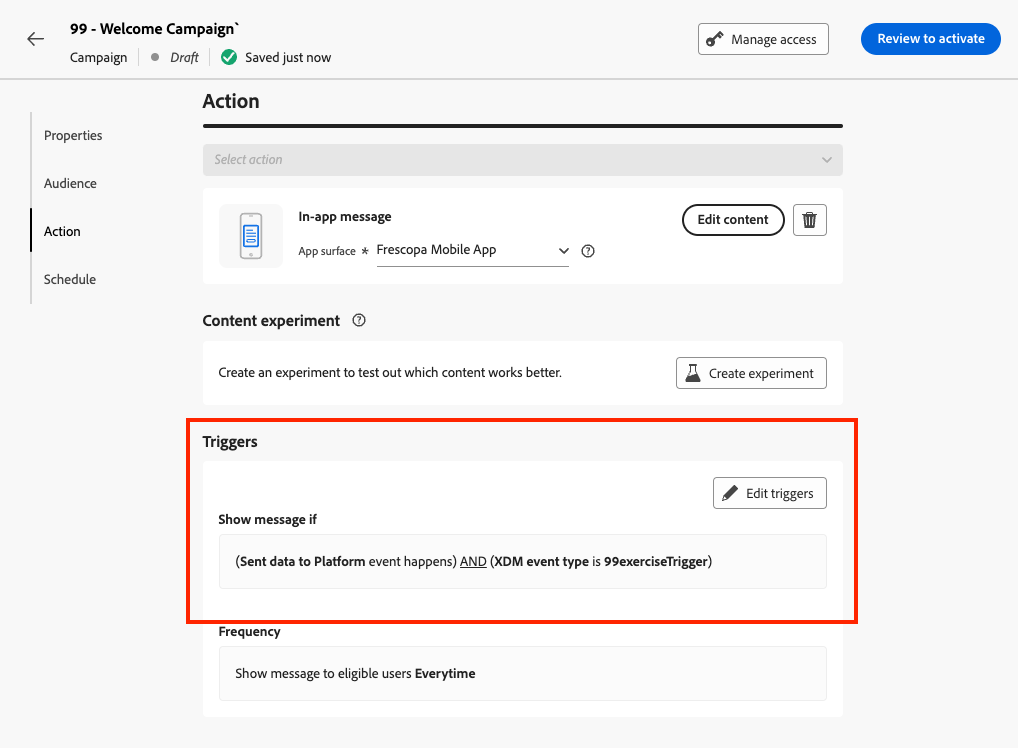 99 - Welcome Campaign`
Campaign Draft Saved just now
Manage access
Review to activate
Properties
Audience
Action
Schedule
Action
Select action
In-app message
App surface * Frescopa Mobile App
Edit content
Content experiment
Create an experiment to test out which content works better.
Create experiment
Triggers
Edit triggers
Show message if
(Sent data to Platform event happens) AND (XDM event type is 99exerciseTrigger)
Frequency
Show message to eligible users Everytime